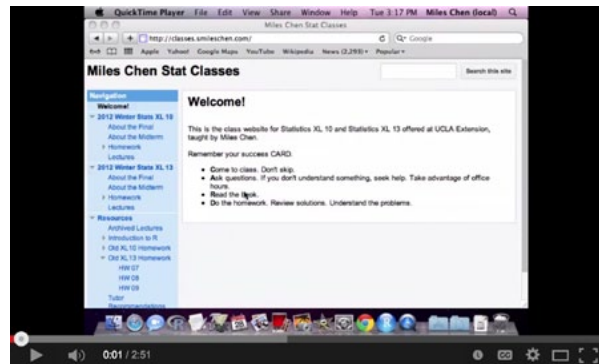 QuickTime Player File Edit View Share Window Help Tue 3:17 PM Miles Chen (local)
Miles Chen Stat Classes
http://classes.smileschen.com/
Google
Apple Yahoo! Google Maps YouTube Wikipedia News (2,293) Popular
Miles Chen Stat Classes
Search this site
Navigation
Welcome!
2012 Winter Stats XL 10
About the Final
About the Midterm
Homework
Lectures
2012 Winter Stats XL 13
About the Final
About the Midterm
Homework
Lectures
Resources
Archived Lectures
Introduction to R
Old XL10 Homework
Old XL13 Homework
HW 07
HW 08
HW 09
Tutor
Recommendations
Welcome!
This is the class website for Statistics XL 10 and Statistics XL 13 offered at UCLA Extension,
taught by Miles Chen.
Remember your success CARD.
Come to class. Don't skip.
Ask questions. If you don't understand something, seek help. Take advantage of office
hours.
Read the book.
Do the homework. Review solutions. Understand the problems.
0:01 / 2:51